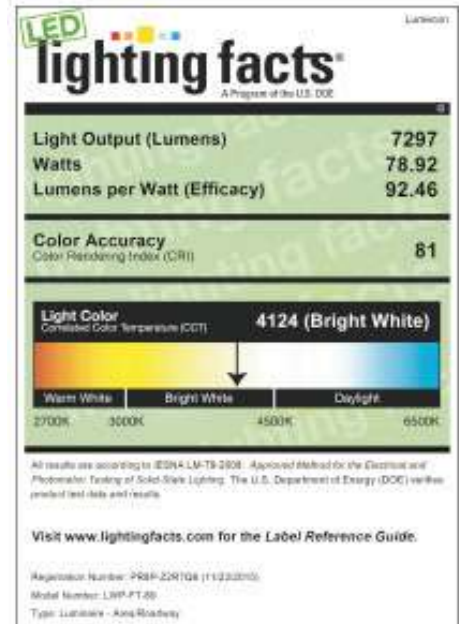 Lumecon
LED
lighting facts®
A Program of the U.S. DOE
Light Output (Lumens) 7297
Watts 78.92
Lumens per Watt (Efficacy) 92.46
Color Accuracy
Color Rendering Index (CRI) 81
Light Color
Correlated Color Temperature (CCT) 4124 (Bright White)
Warm White Bright White Daylight
2700K 3000K 4500K 6500K
All results are according to IESNA LM-79-2008: Approved Method for the Electrical and
Photometric Testing of Solid-State Lighting. The U.S. Department of Energy (DOE) verifies
product test data and results.
Visit www.lightingfacts.com for the Label Reference Guide.
Registration Number:
Model Number:
Type: Luminaire - Area/Roadway